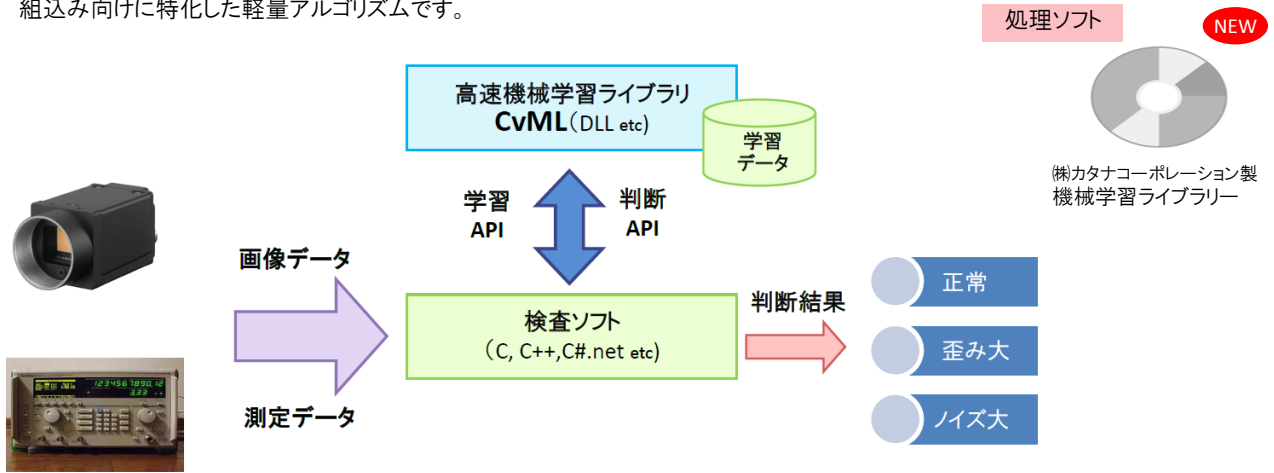 組込み向けに特化した軽量アルゴリズムです。
処理ソフト
NEW
高速機械学習ライブラリ
CvML(DLL etc)
学習
データ
㈱カタナコーポレーション製
機械学習ライブラリー
学習
API
判断
API
画像データ
検査ソフト
(C, C++,C#.net etc)
判断結果
正常
歪み大
ノイズ大
測定データ
1234567890.12
3.33